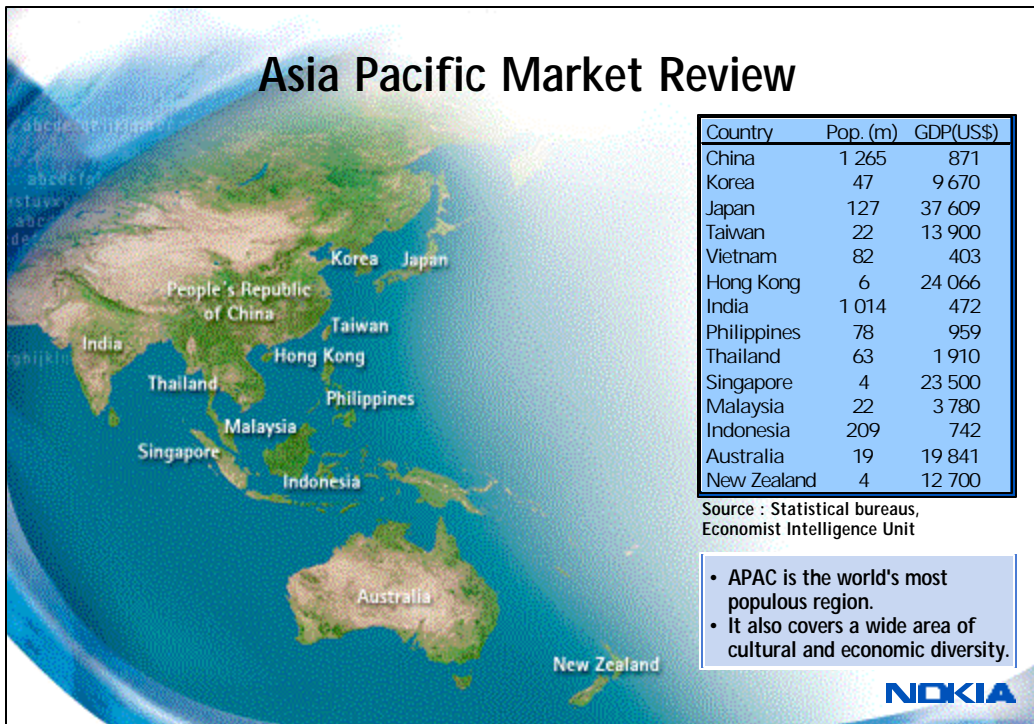 Asia Pacific Market Review
Country Pop. (m) GDP(US$)
China 1 265 871
Korea 47 9 670
Japan 127 37 609
Taiwan 22 13 900
Vietnam 82 403
Hong Kong 6 24 066
India 1 014 472
Philippines 78 959
Thailand 63 1 910
Singapore 4 23 500
Malaysia 22 3 780
Indonesia 209 742
Australia 19 19 841
New Zealand 4 12 700
Source : Statistical bureaus,
Economist Intelligence Unit
• APAC is the world's most
populous region.
• It also covers a wide area of
cultural and economic diversity.
NOKIA
Korea
Japan
People's Republic
of China
Taiwan
India
Hong Kong
Thailand
Philippines
Malaysia
Singapore
Indonesia
Australia
New Zealand